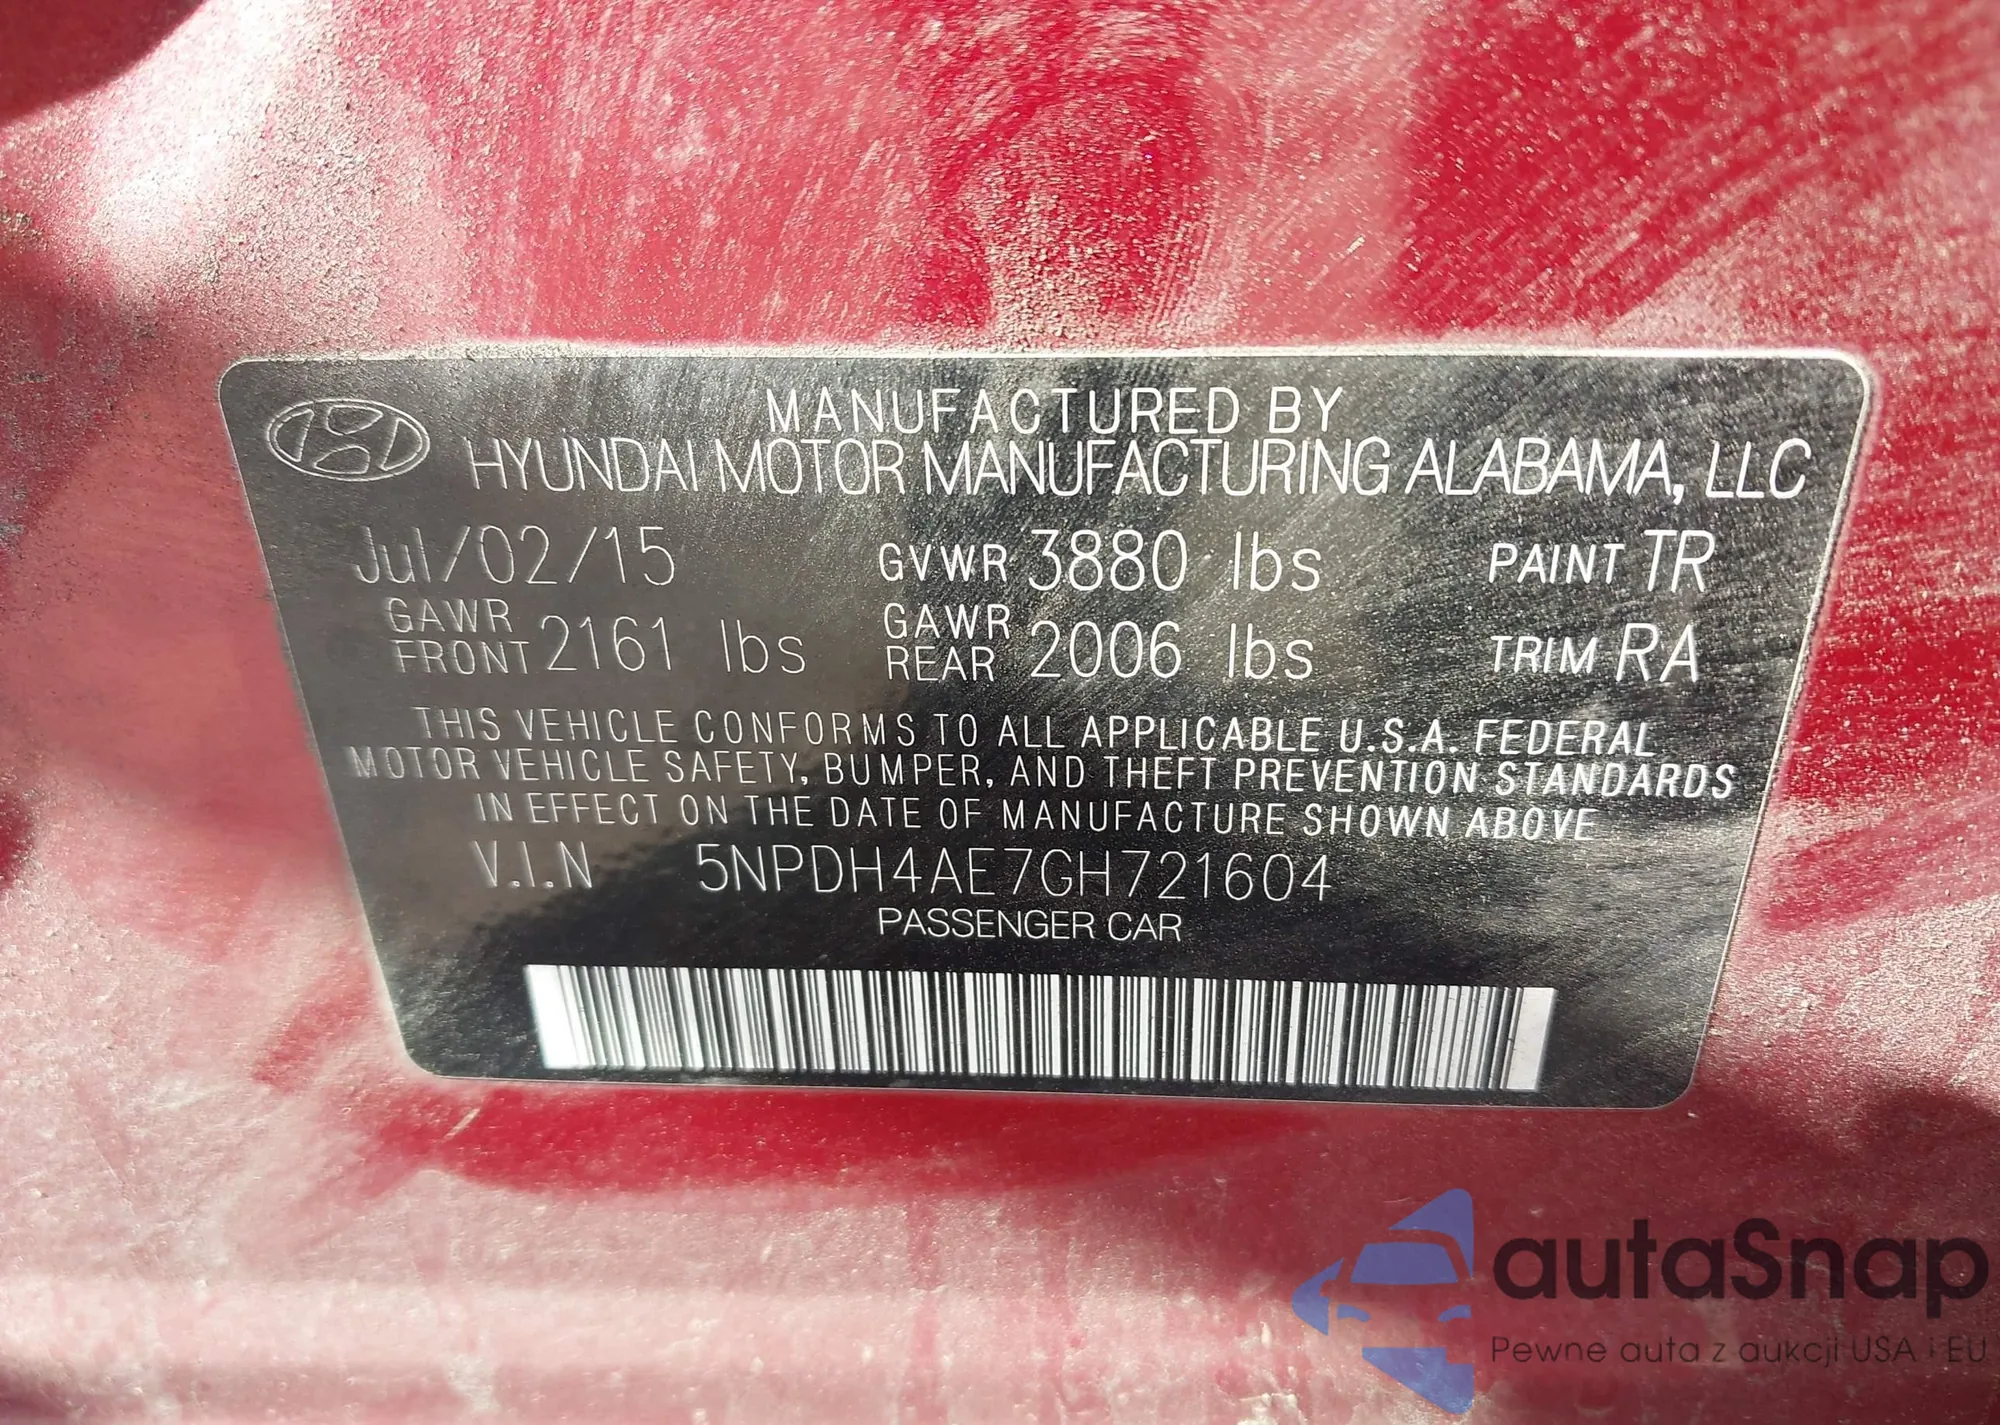 MANUFACTURED BY
HYUNDAI MOTOR MANUFACTURING ALABAMA, LLC
Jul/02/15 GVWR 3880 lbs PAINT TR
GAWR FRONT 2161 lbs GAWR REAR 2006 lbs TRIM RA
THIS VEHICLE CONFORMS TO ALL APPLICABLE U.S.A. FEDERAL
MOTOR VEHICLE SAFETY, BUMPER, AND THEFT PREVENTION STANDARDS
IN EFFECT ON THE DATE OF MANUFACTURE SHOWN ABOVE
V.I.N 5NPDH4AE7GH721604
PASSENGER CAR
autaSnap
Pewne auta z aukcji USA i EU